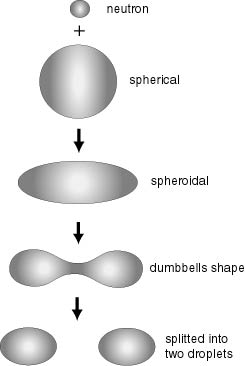 neutron
+
spherical
spheroidal
dumbbells shape
splitted into
two droplets